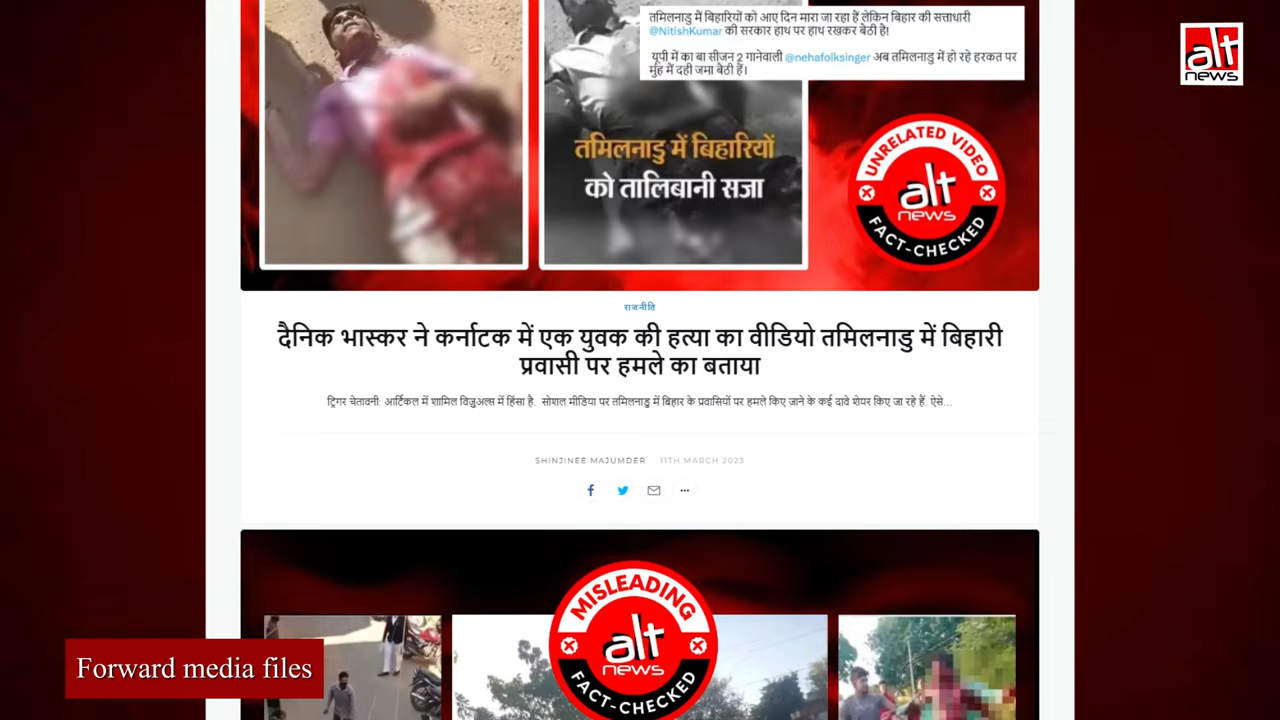 तमिलनाडु में बिहारियों को आए दिन मारा जा रहा हैं लेकिन बिहार की सत्ताधारी
@NitishKumar की सरकार हाथ पर हाथ रखकर बैठी है!
यूपी में का बा सीजन 2 गानेवाली @nehafolksinger अब तमिलनाडु में हो रहे हरकत पर
मुंह में दही जमा बैठी हैं।
alt
news
तमिलनाडु में बिहारियों
को तालिबानी सजा
UNRELATED VIDEO
alt
news
FACT-CHECKED
राजनीति
दैनिक भास्कर ने कर्नाटक में एक युवक की हत्या का वीडियो तमिलनाडु में बिहारी
प्रवासी पर हमले का बताया
ट्रिगर चेतावनी: आर्टिकल में शामिल विज़ुअल्स में हिंसा है. सोशल मीडिया पर तमिलनाडु में बिहार के प्रवासियों पर हमले किए जाने के कई दावे शेयर किए जा रहे हैं. ऐसे...
SHINJINEE MAJUMDER 11TH MARCH 2023
MISLEADING
alt
news
FACT-CHECKED
Forward media files